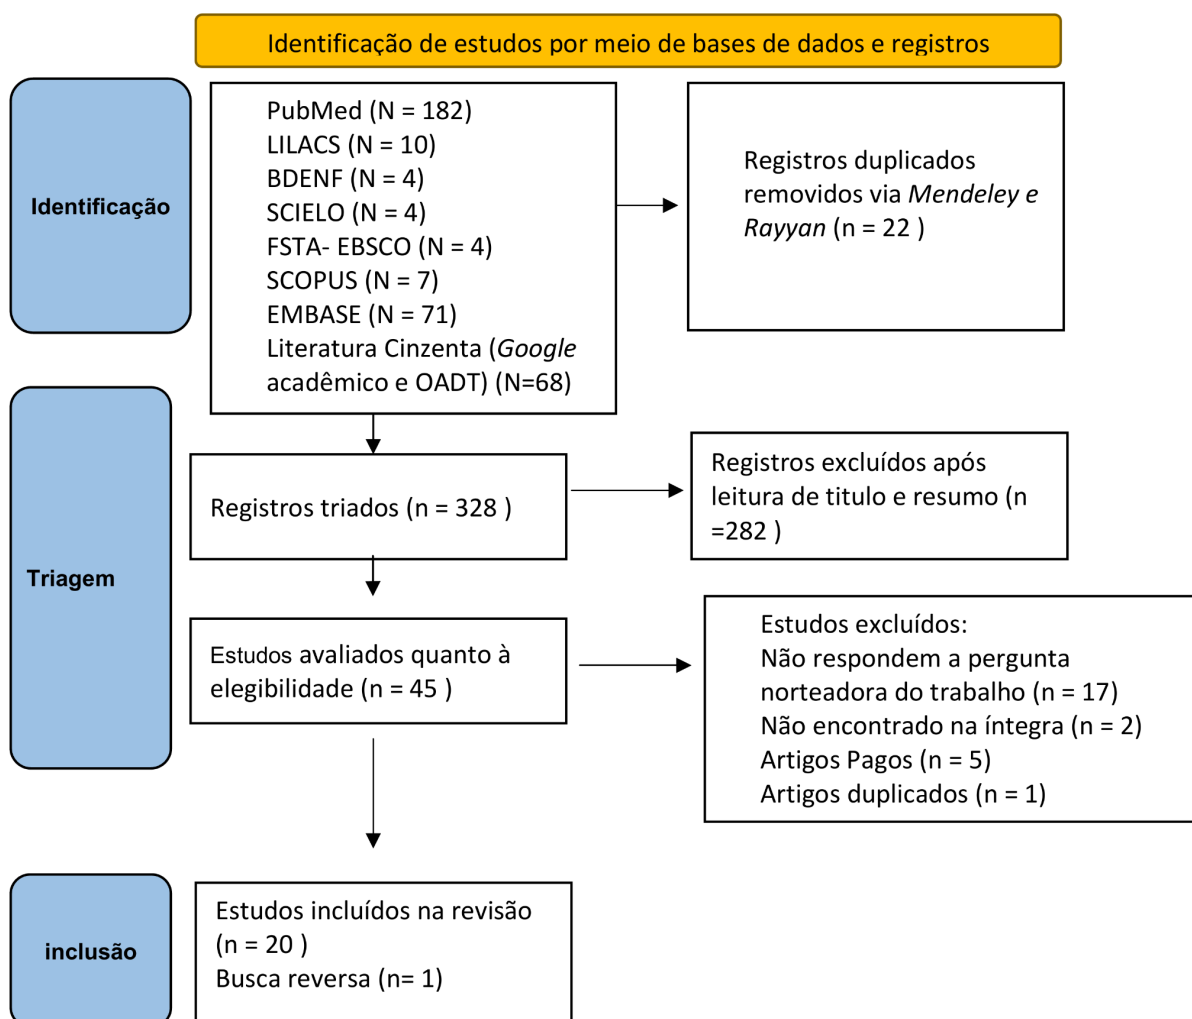 Identificação de estudos por meio de bases de dados e registros
Identificação
PubMed (N = 182)
LILACS (N = 10)
BDENF (N = 4)
SCIELO (N = 4)
FSTA- EBSCO (N = 4)
SCOPUS (N = 7)
EMBASE (N = 71)
Literatura Cinzenta (Google
acadêmico e OADT) (N=68)
Registros duplicados
removidos via Mendeley e
Rayyan (n = 22 )
Triagem
Registros triados (n = 328 )
Registros excluídos após
leitura de titulo e resumo (n
=282 )
Estudos avaliados quanto à
elegibilidade (n = 45 )
Estudos excluídos:
Não respondem a pergunta
norteadora do trabalho (n = 17)
Não encontrado na íntegra (n = 2)
Artigos Pagos (n = 5)
Artigos duplicados (n = 1)
inclusão
Estudos incluídos na revisão
(n = 20 )
Busca reversa (n= 1)